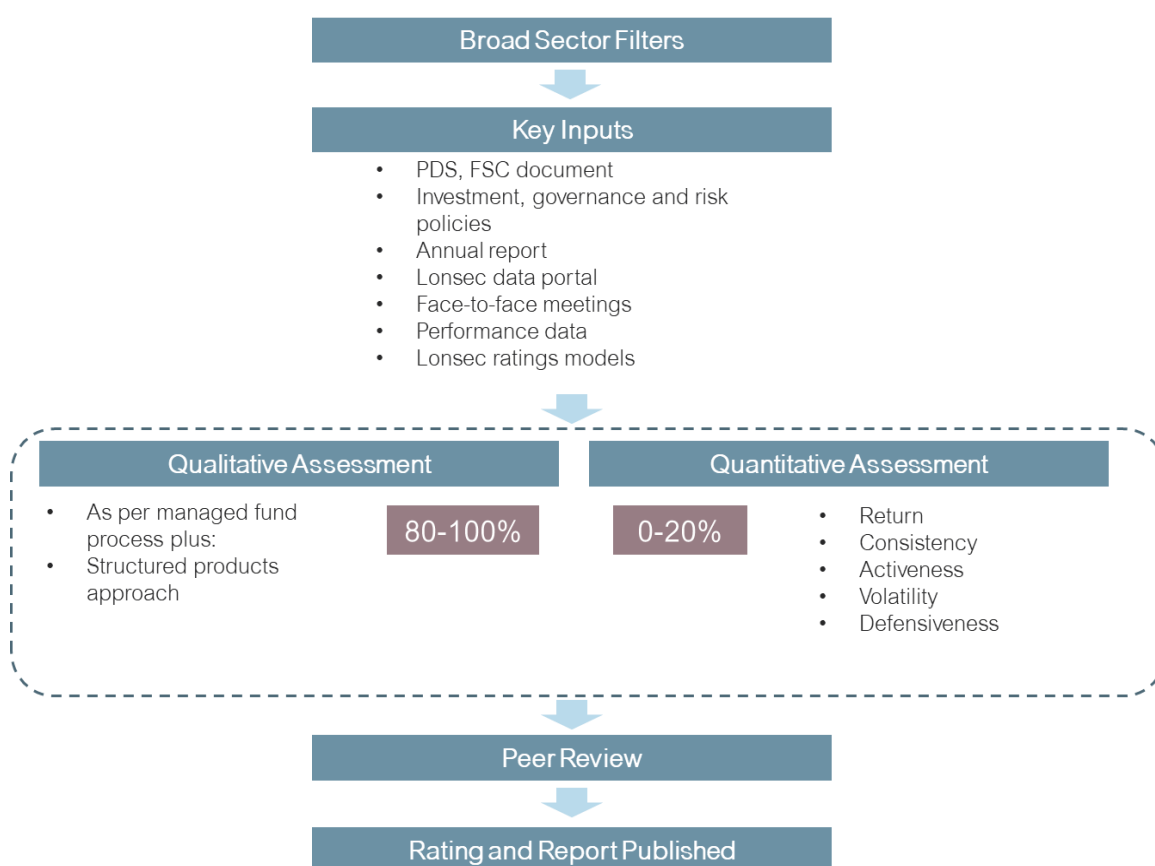 Broad Sector Filters
Key Inputs
• PDS, FSC document
• Investment, governance and risk
policies
• Annual report
• Lonsec data portal
• Face-to-face meetings
• Performance data
• Lonsec ratings models
Qualitative Assessment
• As per managed fund
process plus:
• Structured products
approach
80-100%
Quantitative Assessment
0-20%
• Return
• Consistency
• Activeness
• Volatility
• Defensiveness
Peer Review
Rating and Report Published